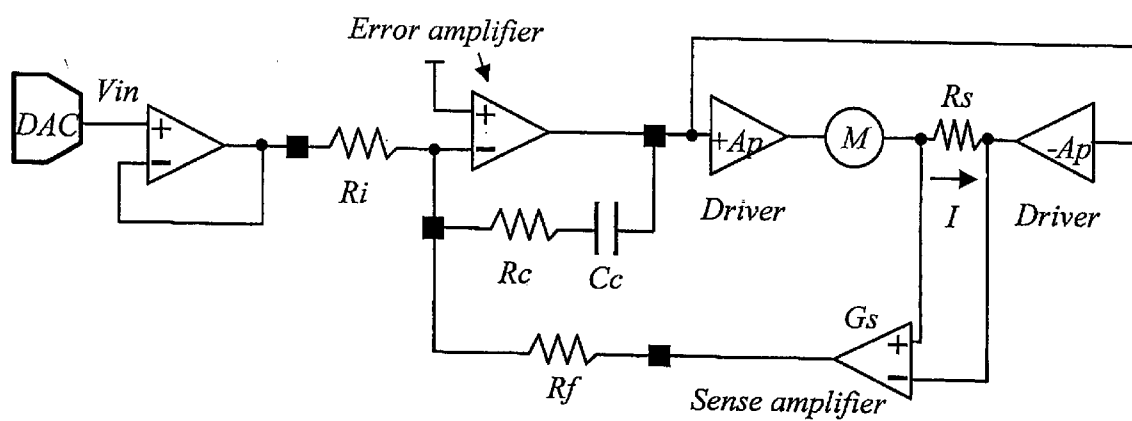 Error amplifier
Vin
DAC
+
−
+
−
Ri
+Ap
M
Rs
-Ap
Driver
I
Driver
Rc
Cc
Gs
+
−
Rf
Sense amplifier